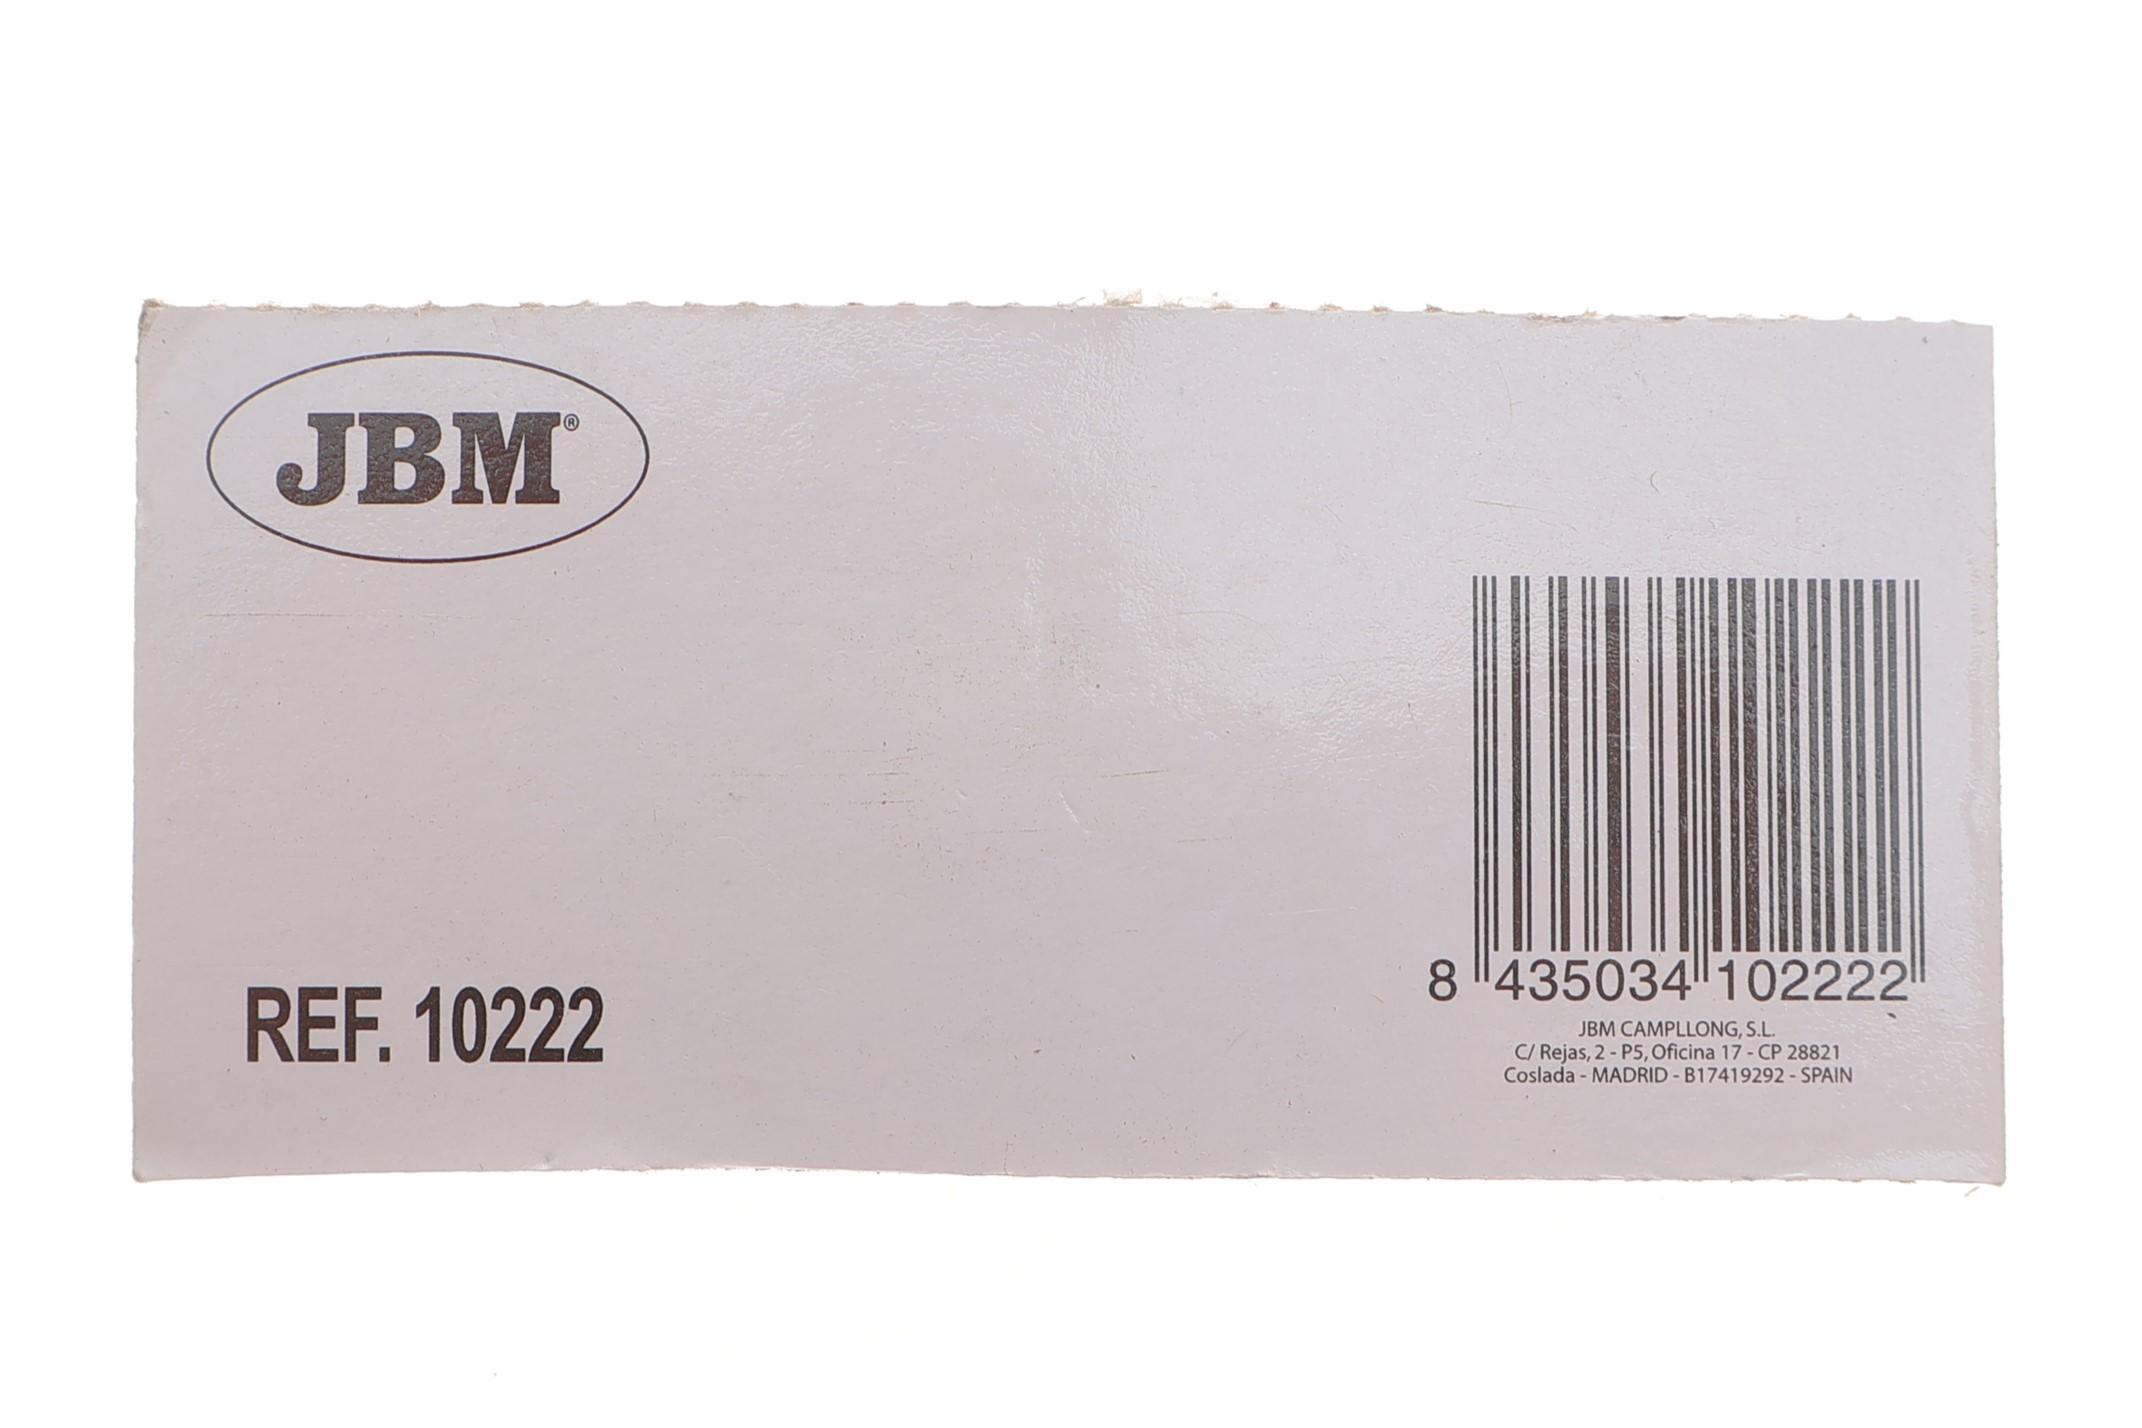 JBM®
REF. 10222
8 435034 102222
JBM CAMPLLONG, S.L.
C/ Rejas, 2 - P5, Oficina 17 - CP 28821
Coslada - MADRID - B17419292 - SPAIN